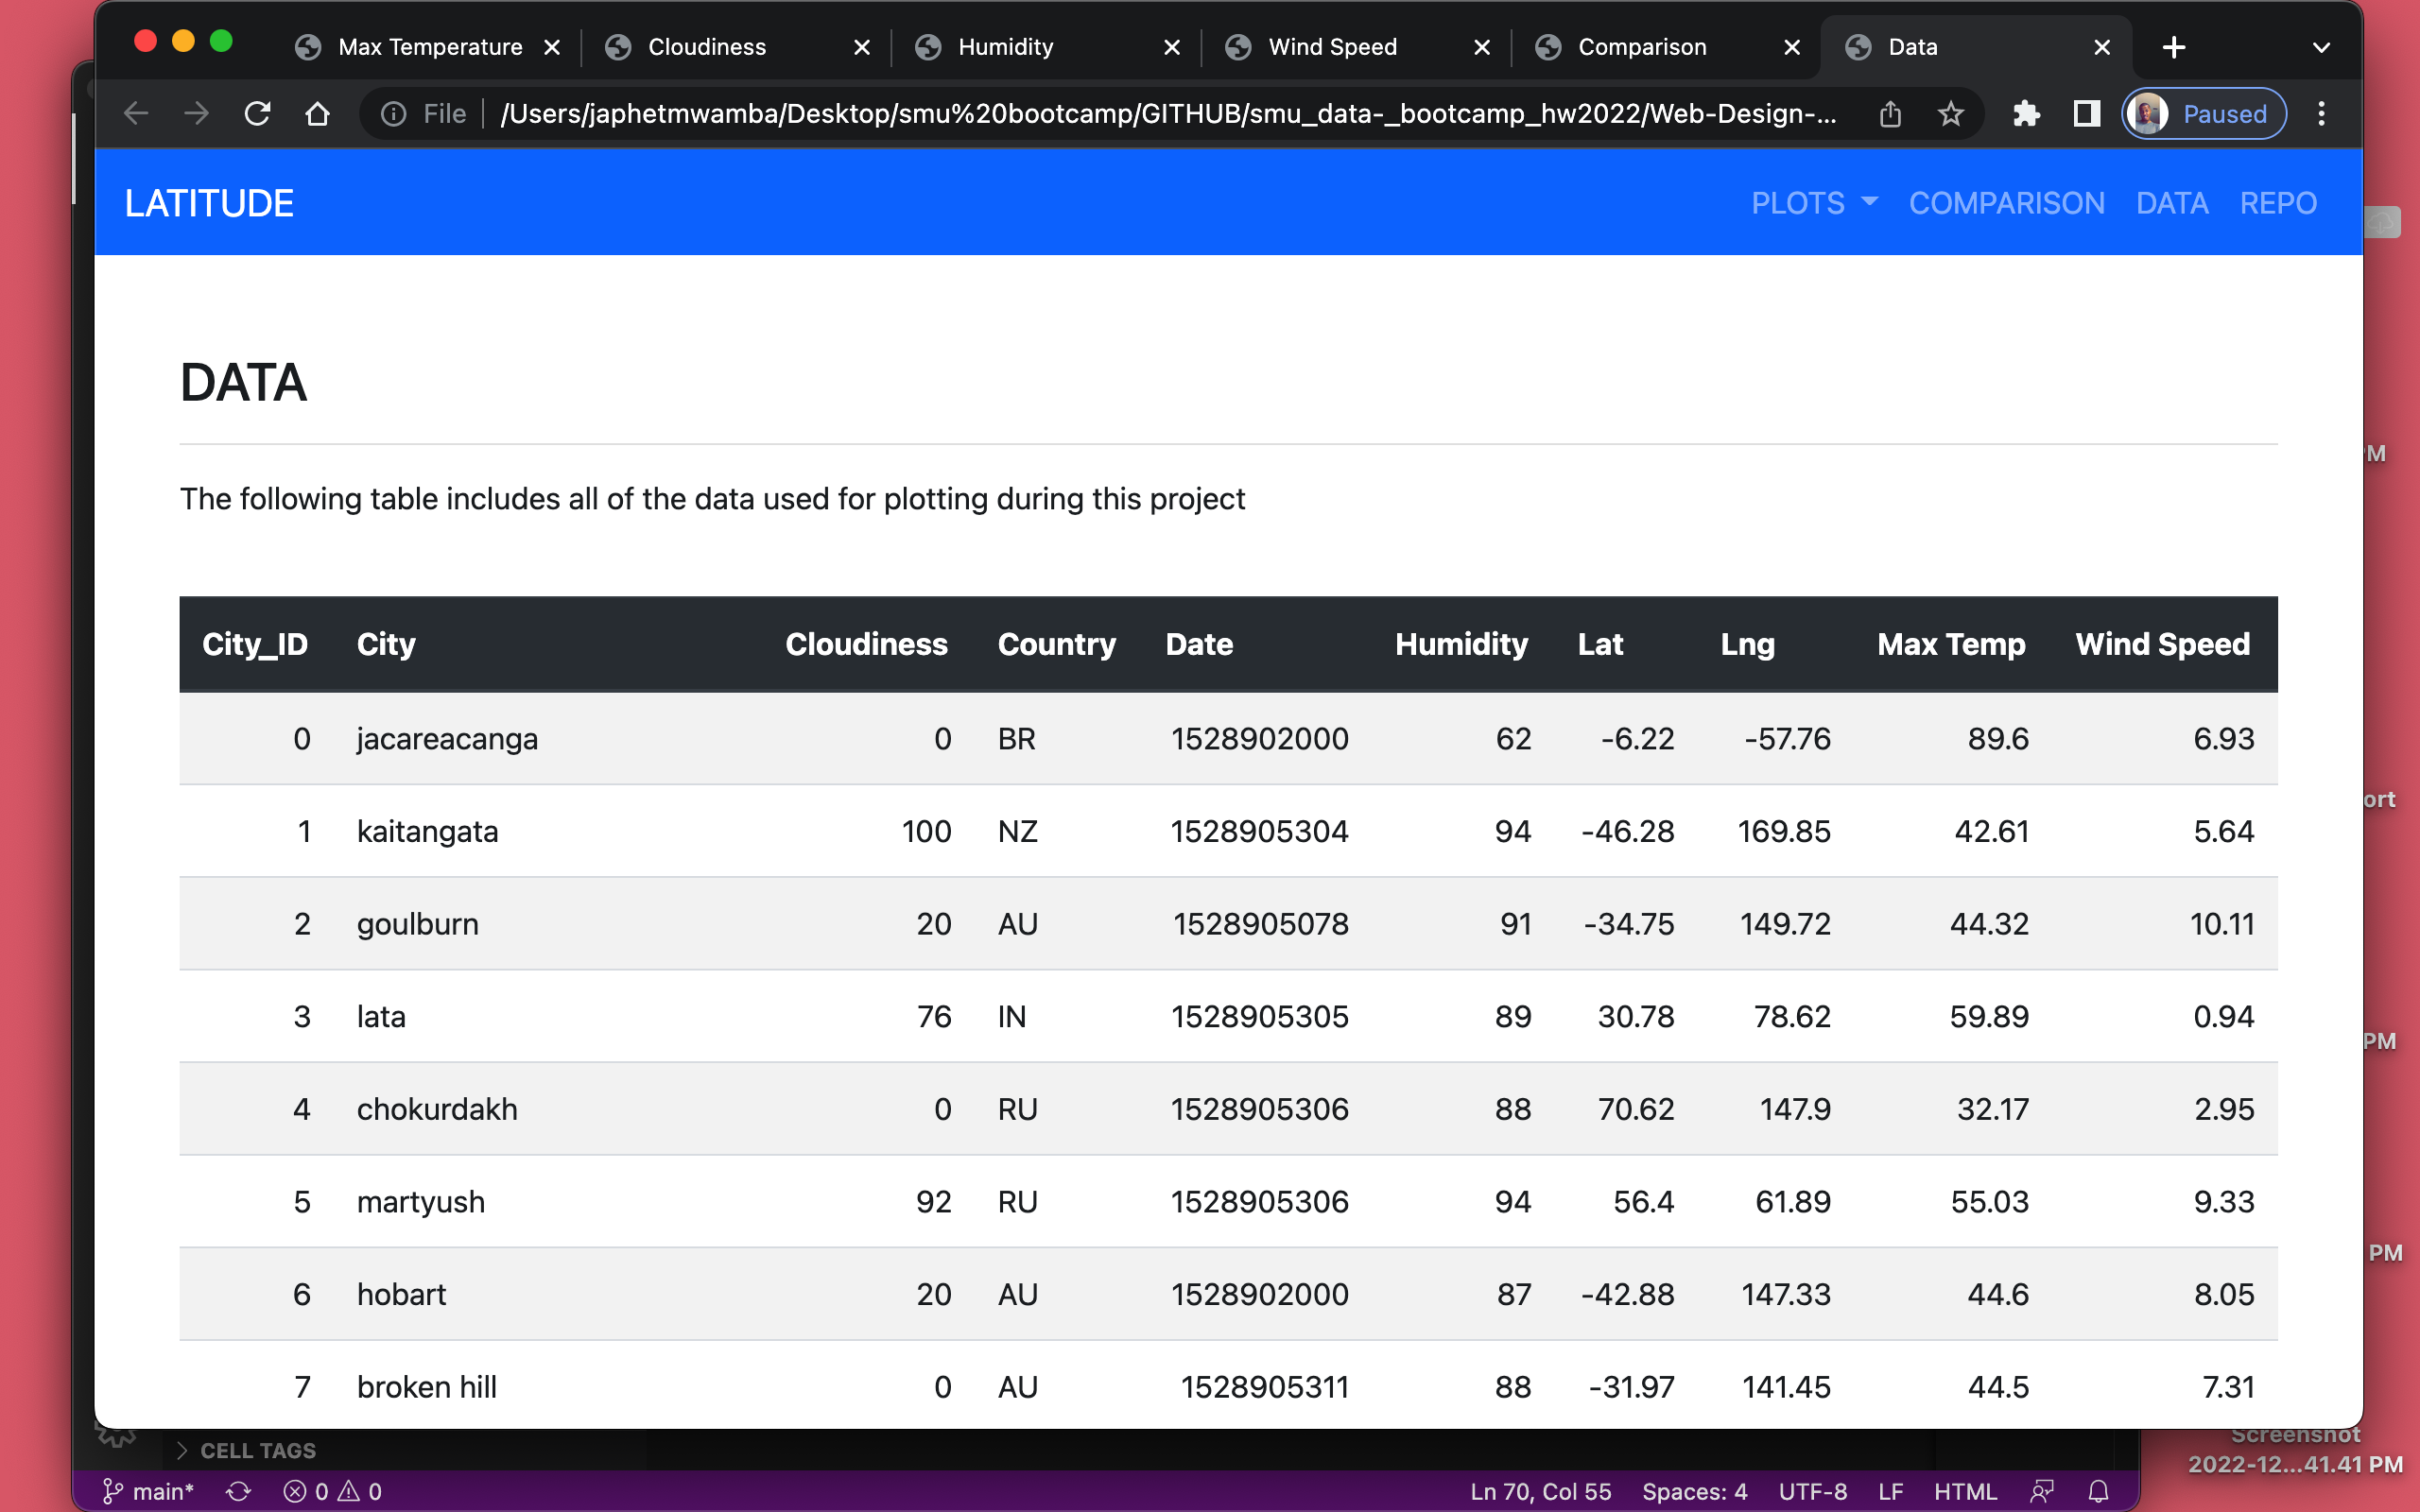 Max Temperature Cloudiness Humidity Wind Speed Comparison Data
File /Users/japhetmwamba/Desktop/smu%20bootcamp/GITHUB/smu_data-_bootcamp_hw2022/Web-Design-... Paused
LATITUDE PLOTS COMPARISON DATA REPO
DATA
The following table includes all of the data used for plotting during this project
City_ID City Cloudiness Country Date Humidity Lat Lng Max Temp Wind Speed
0 jacareacanga 0 BR 1528902000 62 -6.22 -57.76 89.6 6.93
1 kaitangata 100 NZ 1528905304 94 -46.28 169.85 42.61 5.64
2 goulburn 20 AU 1528905078 91 -34.75 149.72 44.32 10.11
3 lata 76 IN 1528905305 89 30.78 78.62 59.89 0.94
4 chokurdakh 0 RU 1528905306 88 70.62 147.9 32.17 2.95
5 martyush 92 RU 1528905306 94 56.4 61.89 55.03 9.33
6 hobart 20 AU 1528902000 87 -42.88 147.33 44.6 8.05
7 broken hill 0 AU 1528905311 88 -31.97 141.45 44.5 7.31
PM
ort
PM
PM
Screenshot
2022-12...41.41 PM
CELL TAGS
main* 0 0 Ln 70, Col 55 Spaces: 4 UTF-8 LF HTML